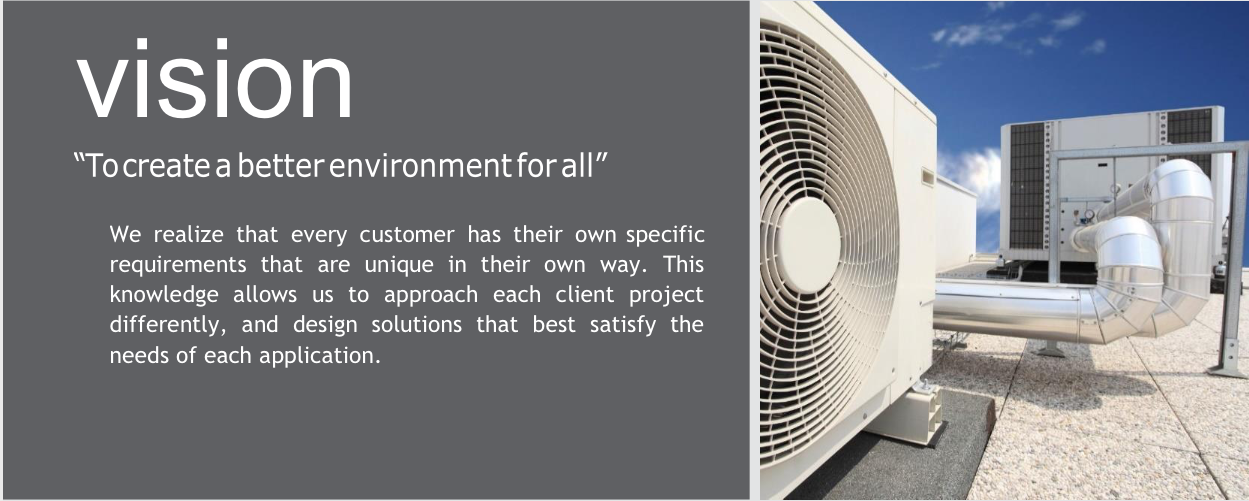 vision
“To create a better environment for all”
We realize that every customer has their own specific
requirements that are unique in their own way. This
knowledge allows us to approach each client project
differently, and design solutions that best satisfy the
needs of each application.